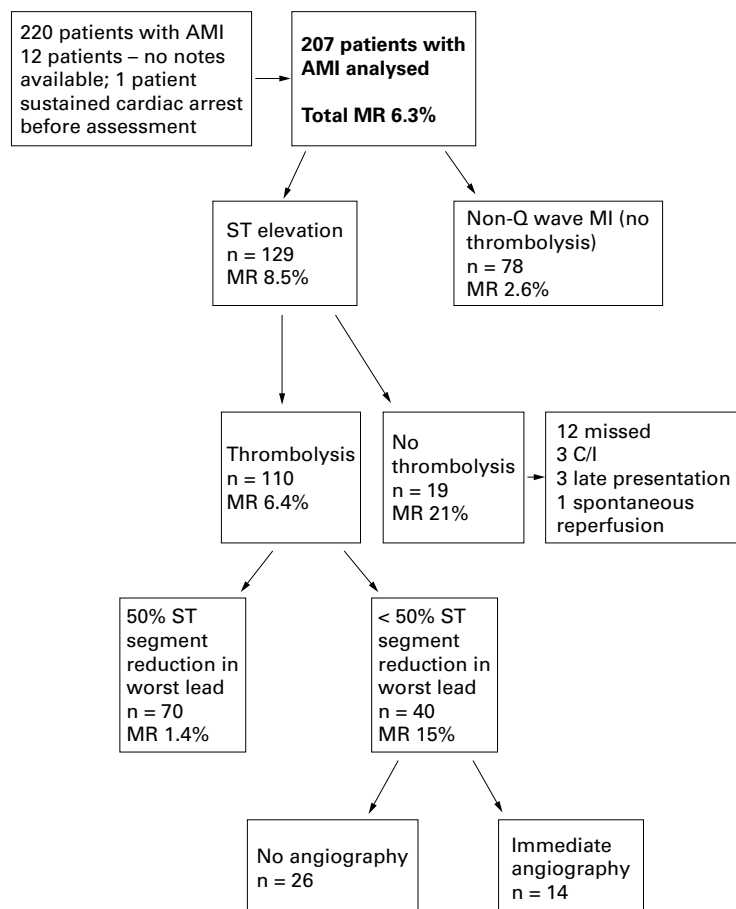 220 patients with AMI
12 patients – no notes
available; 1 patient
sustained cardiac arrest
before assessment
207 patients with
AMI analysed
Total MR 6.3%
ST elevation
n = 129
MR 8.5%
Non-Q wave MI (no
thrombolysis)
n = 78
MR 2.6%
Thrombolysis
n = 110
MR 6.4%
No
thrombolysis
n = 19
MR 21%
12 missed
3 C/I
3 late presentation
1 spontaneous
reperfusion
50% ST
segment
reduction in
worst lead
n = 70
MR 1.4%
< 50% ST
segment
reduction in
worst lead
n = 40
MR 15%
No angiography
n = 26
Immediate
angiography
n = 14